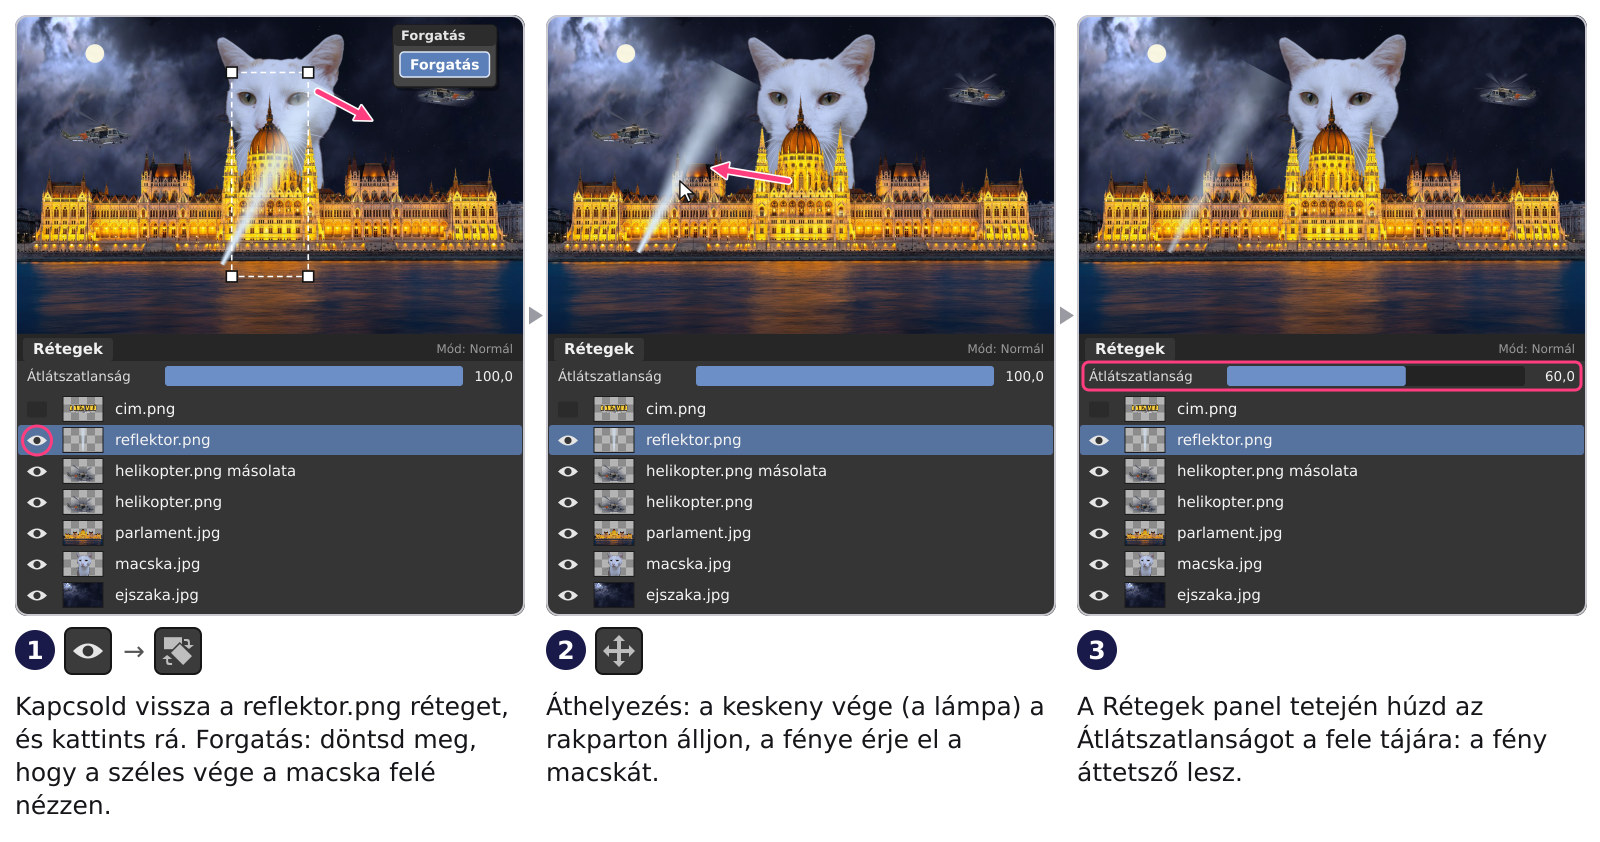 Forgatás
Forgatás
Rétegek
Mód: Normál
Átlátszatlanság
100,0
cim.png
reflektor.png
helikopter.png másolata
helikopter.png
parlament.jpg
macska.jpg
ejszaka.jpg
1 →
Kapcsold vissza a reflektor.png réteget,
és kattints rá. Forgatás: döntsd meg,
hogy a széles vége a macska felé
nézzen.
Rétegek
Mód: Normál
Átlátszatlanság
100,0
cim.png
reflektor.png
helikopter.png másolata
helikopter.png
parlament.jpg
macska.jpg
ejszaka.jpg
2
Áthelyezés: a keskeny vége (a lámpa) a
rakparton álljon, a fénye érje el a
macskát.
Rétegek
Mód: Normál
Átlátszatlanság
60,0
cim.png
reflektor.png
helikopter.png másolata
helikopter.png
parlament.jpg
macska.jpg
ejszaka.jpg
3
A Rétegek panel tetején húzd az
Átlátszatlanságot a fele tájára: a fény
áttetsző lesz.